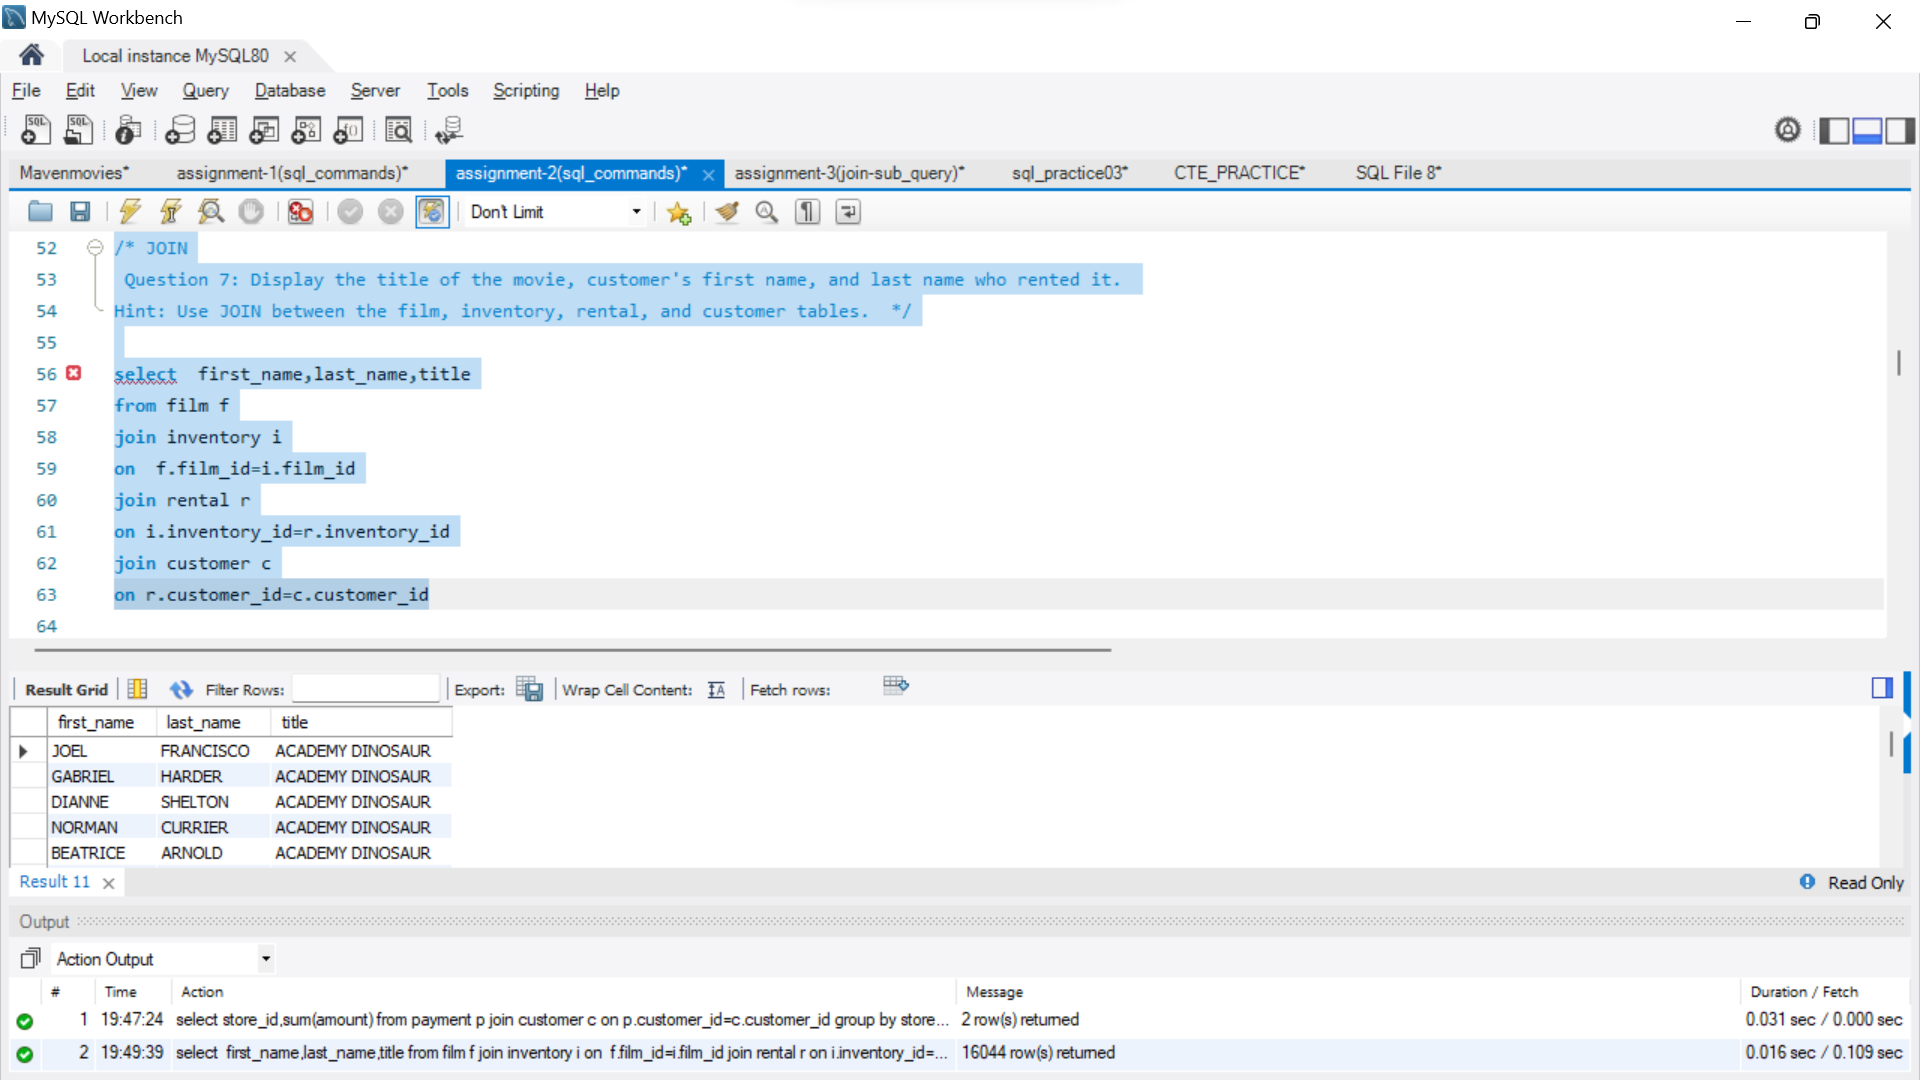 MySQL Workbench
Local instance MySQL80
File Edit View Query Database Server Tools Scripting Help
SQL SQL
Mavenmovies* assignment-1(sql_commands)* assignment-2(sql_commands)* assignment-3(join-sub_query)* sql_practice03* CTE_PRACTICE* SQL File 8*
Don't Limit
52 /* JOIN
53 Question 7: Display the title of the movie, customer's first name, and last name who rented it.
54 Hint: Use JOIN between the film, inventory, rental, and customer tables. */
55
56 select first_name,last_name,title
57 from film f
58 join inventory i
59 on f.film_id=i.film_id
60 join rental r
61 on i.inventory_id=r.inventory_id
62 join customer c
63 on r.customer_id=c.customer_id
64
Result Grid Filter Rows: Export: Wrap Cell Content: Fetch rows:
first_name last_name title
JOEL FRANCISCO ACADEMY DINOSAUR
GABRIEL HARDER ACADEMY DINOSAUR
DIANNE SHELTON ACADEMY DINOSAUR
NORMAN CURRIER ACADEMY DINOSAUR
BEATRICE ARNOLD ACADEMY DINOSAUR
Result 11 Read Only
Output
Action Output
# Time Action Message Duration / Fetch
1 19:47:24 select store_id,sum(amount) from payment p join customer c on p.customer_id=c.customer_id group by store... 2 row(s) returned 0.031 sec / 0.000 sec
2 19:49:39 select first_name,last_name,title from film f join inventory i on f.film_id=i.film_id join rental r on i.inventory_id=... 16044 row(s) returned 0.016 sec / 0.109 sec